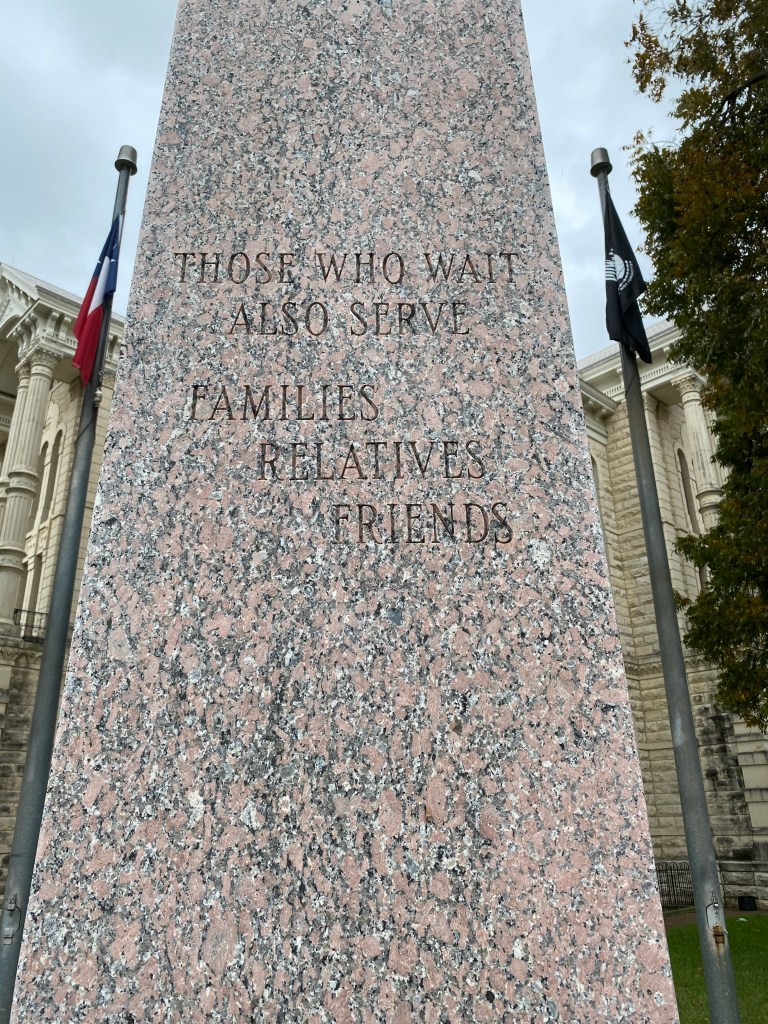 THOSE WHO WAIT
ALSO SERVE
FAMILIES
RELATIVES
FRIENDS